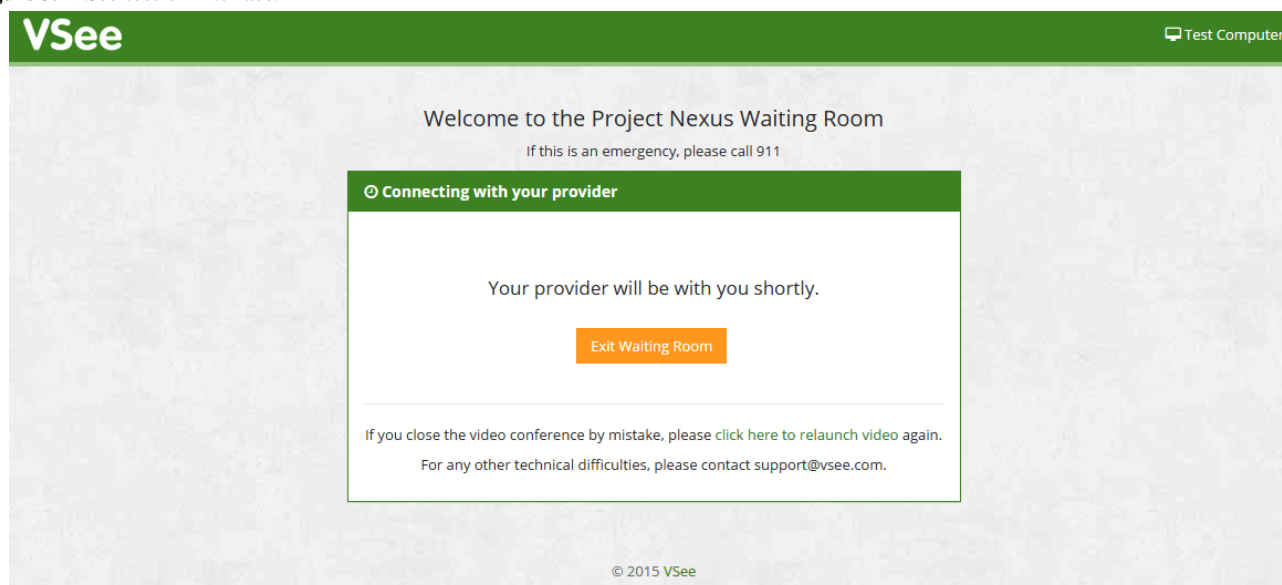 VSee
Test Computer
Welcome to the Project Nexus Waiting Room
If this is an emergency, please call 911
Connecting with your provider
Your provider will be with you shortly.
Exit Waiting Room
If you close the video conference by mistake, please click here to relaunch video again.
For any other technical difficulties, please contact support@vsee.com.
© 2015 VSee